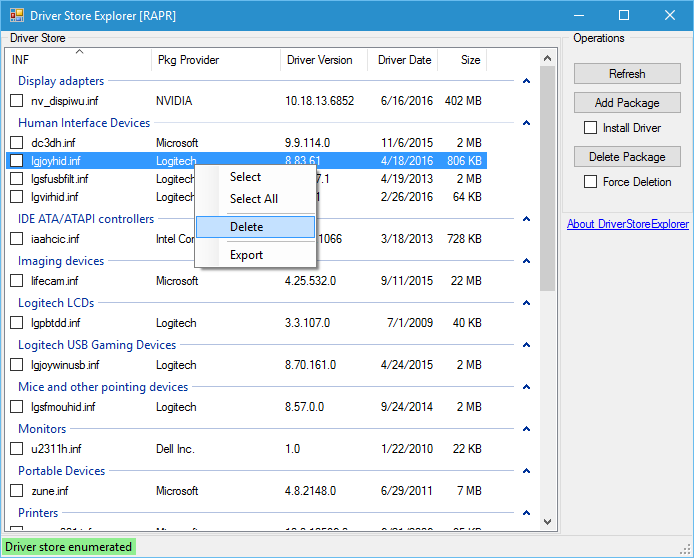 Driver Store Explorer [RAPR]
Driver Store
Operations
INF Pkg Provider Driver Version Driver Date Size
Display adapters
nv_dispiwu.inf NVIDIA 10.18.13.6852 6/16/2016 402 MB
Human Interface Devices
dc3dh.inf Microsoft 9.9.114.0 11/6/2015 2 MB
lgjoyhid.inf Logitech 8.83.61 4/18/2016 806 KB
lgsfusbfilt.inf Logitech 7.1 4/19/2013 2 MB
lgvirhid.inf Logitech 1 2/26/2016 64 KB
IDE ATA/ATAPI controllers
iaahcic.inf Intel Cor 1066 3/18/2013 728 KB
Imaging devices
lifecam.inf Microsoft 4.25.532.0 9/11/2015 22 MB
Logitech LCDs
lgpbtdd.inf Logitech 3.3.107.0 7/1/2009 40 KB
Logitech USB Gaming Devices
lgjoywinusb.inf Logitech 8.70.161.0 4/24/2015 2 MB
Mice and other pointing devices
lgsfmouhid.inf Logitech 8.57.0.0 9/24/2014 2 MB
Monitors
u2311h.inf Dell Inc. 1.0 1/22/2010 22 KB
Portable Devices
zune.inf Microsoft 4.8.2148.0 6/29/2011 7 MB
Printers
Select
Select All
Delete
Export
Refresh
Add Package
Install Driver
Delete Package
Force Deletion
About DriverStoreExplorer
Driver store enumerated